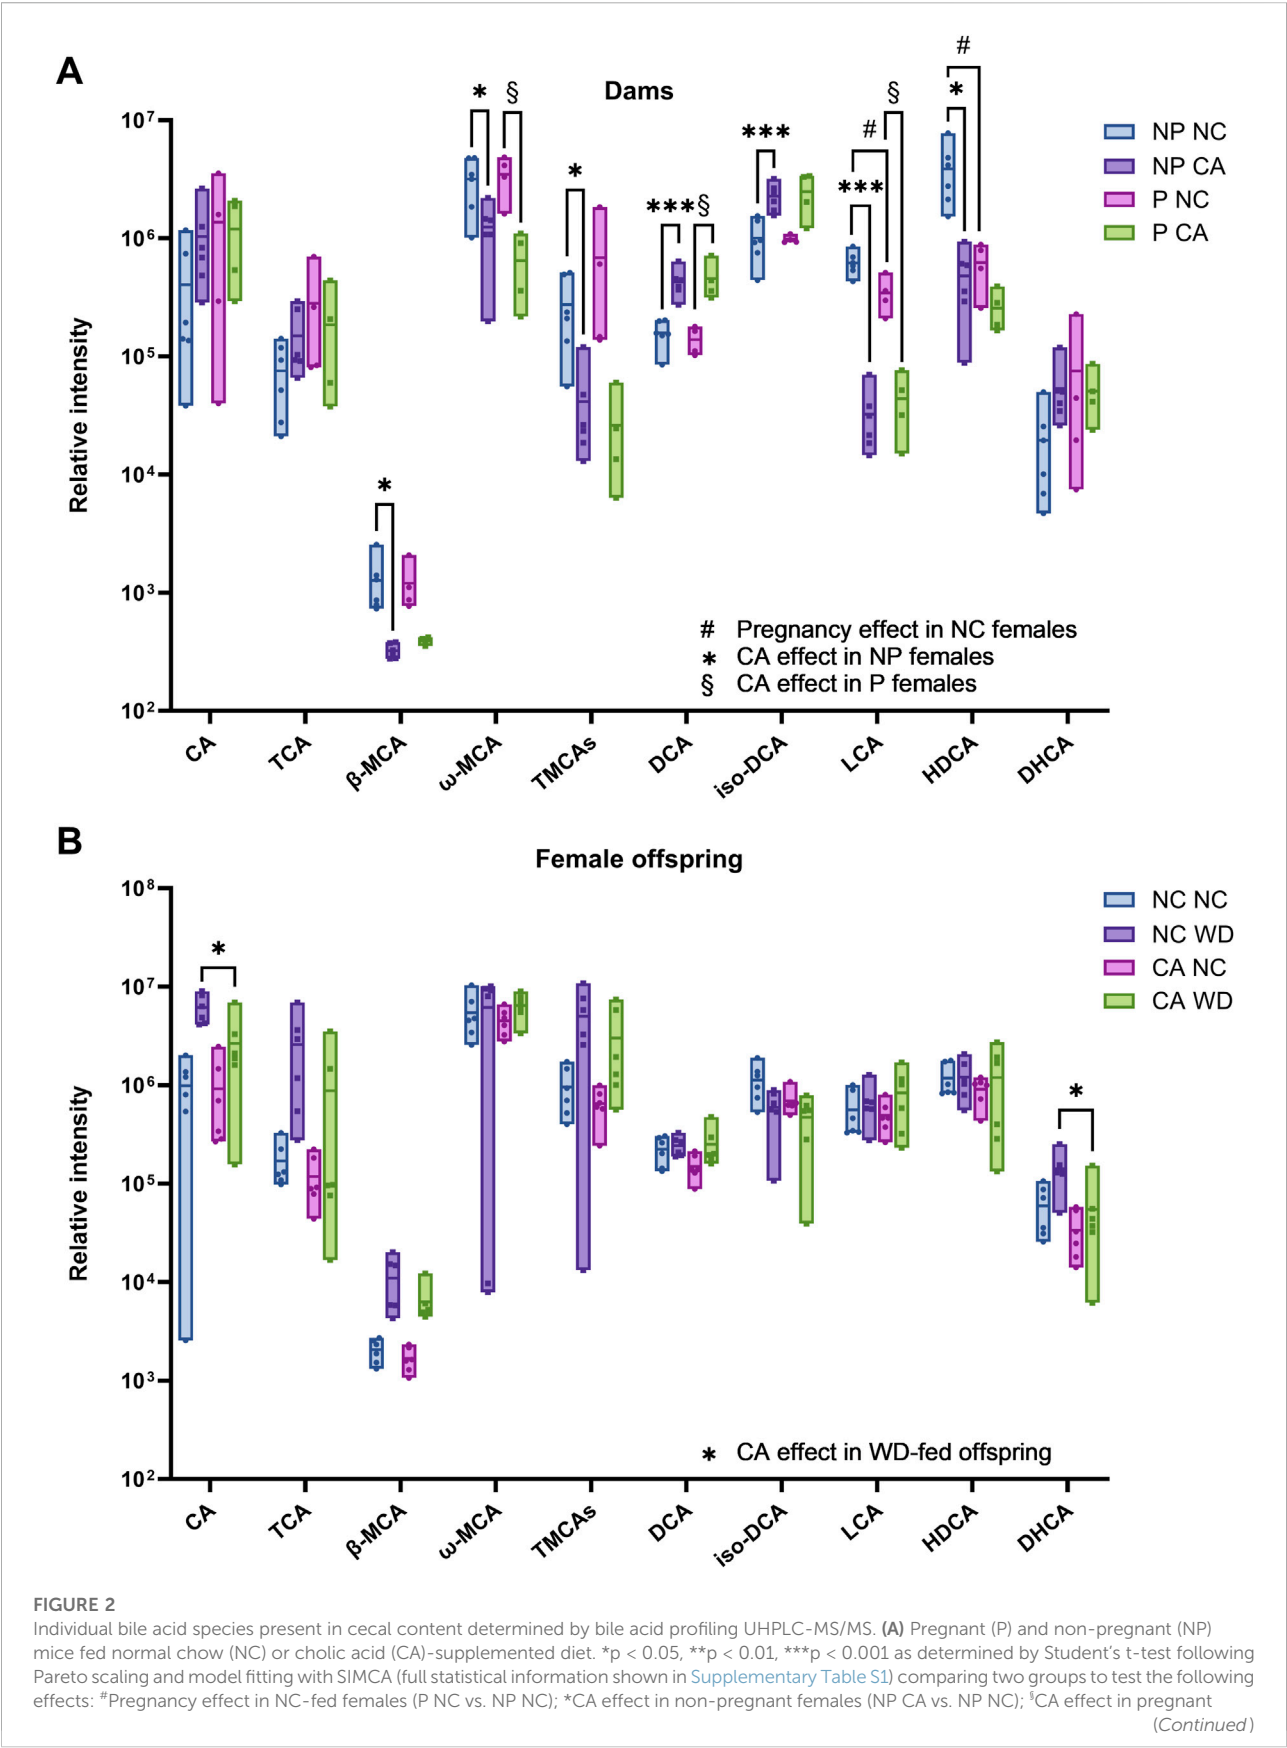 A
Dams
#
*
§
*
§
#
***
*
***
***
§
10⁷
10⁶
10⁵
10⁴
10³
10²
Relative intensity
*
NP NC
NP CA
P NC
P CA
# Pregnancy effect in NC females
* CA effect in NP females
§ CA effect in P females
CA TCA β-MCA ω-MCA TMCAs DCA iso-DCA LCA HDCA DHCA
B
Female offspring
10⁸
10⁷
10⁶
10⁵
10⁴
10³
10²
Relative intensity
*
*
NC NC
NC WD
CA NC
CA WD
* CA effect in WD-fed offspring
CA TCA β-MCA ω-MCA TMCAs DCA iso-DCA LCA HDCA DHCA
FIGURE 2
Individual bile acid species present in cecal content determined by bile acid profiling UHPLC-MS/MS. (A) Pregnant (P) and non-pregnant (NP)
mice fed normal chow (NC) or cholic acid (CA)-supplemented diet. *p < 0.05, **p < 0.01, ***p < 0.001 as determined by Student's t-test following
Pareto scaling and model fitting with SIMCA (full statistical information shown in Supplementary Table S1) comparing two groups to test the following
effects: #Pregnancy effect in NC-fed females (P NC vs. NP NC); *CA effect in non-pregnant females (NP CA vs. NP NC); §CA effect in pregnant
(Continued)